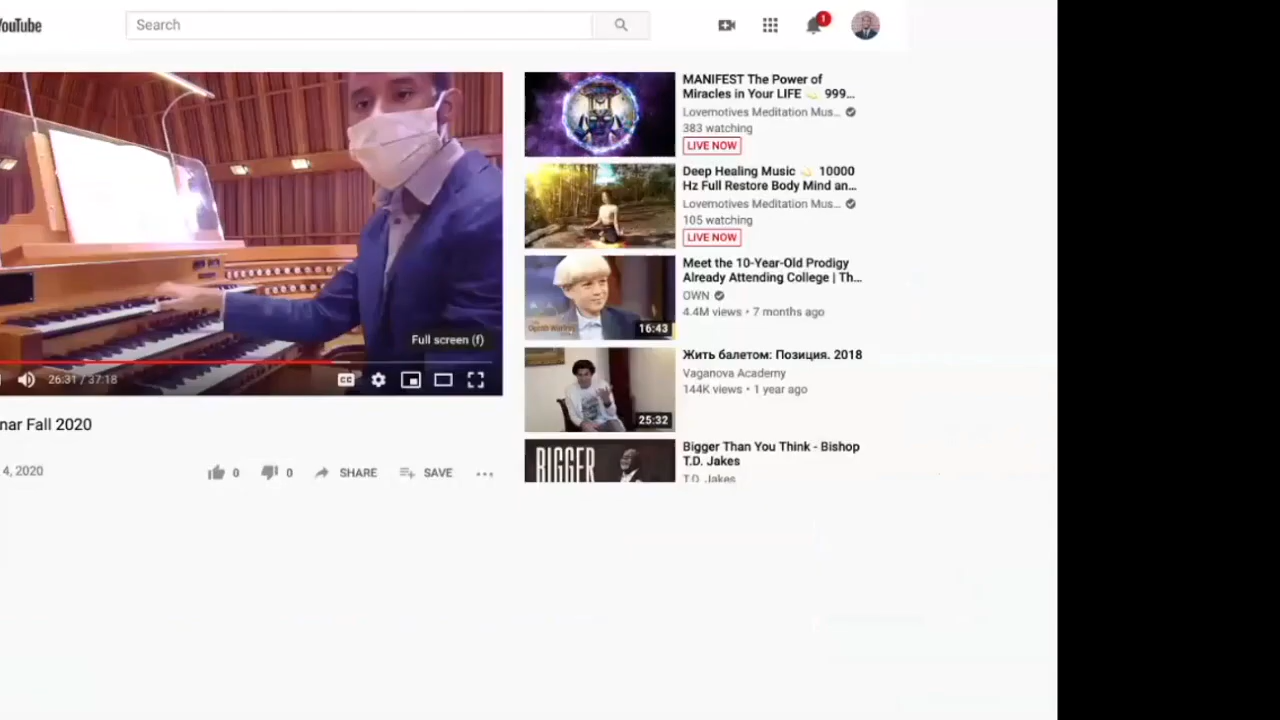 YouTube
Search
1
Full screen (f)
26:31 / 37:18
CC
nar Fall 2020
4, 2020
0
0
SHARE
SAVE
MANIFEST The Power of
Miracles in Your LIFE 💫 999...
Lovemotives Meditation Mus...
383 watching
LIVE NOW
Deep Healing Music 💫 10000
Hz Full Restore Body Mind an...
Lovemotives Meditation Mus...
105 watching
LIVE NOW
16:43
Meet the 10-Year-Old Prodigy
Already Attending College | Th...
OWN
4.4M views • 7 months ago
25:32
Жить балетом: Позиция. 2018
Vaganova Academy
144K views • 1 year ago
BIGGER
Bigger Than You Think - Bishop
T.D. Jakes
T.D. Jakes